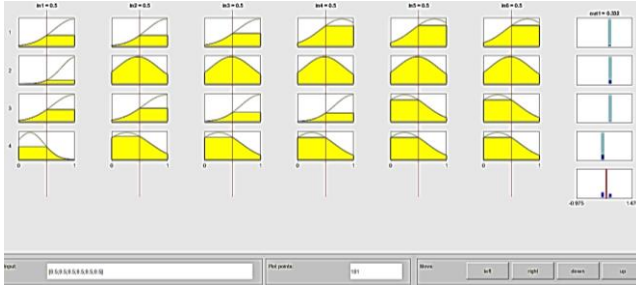 in1 = 0.5 in2 = 0.5 in3 = 0.5 in4 = 0.5 in5 = 0.5 in6 = 0.5
1
2
3
4
0 1 0 1 0 1 0 1 0 1 0 1
-0.975
Input [0.5;0.5;0.5;0.5;0.5;0.5] Plot points: 101 Move: left right down up